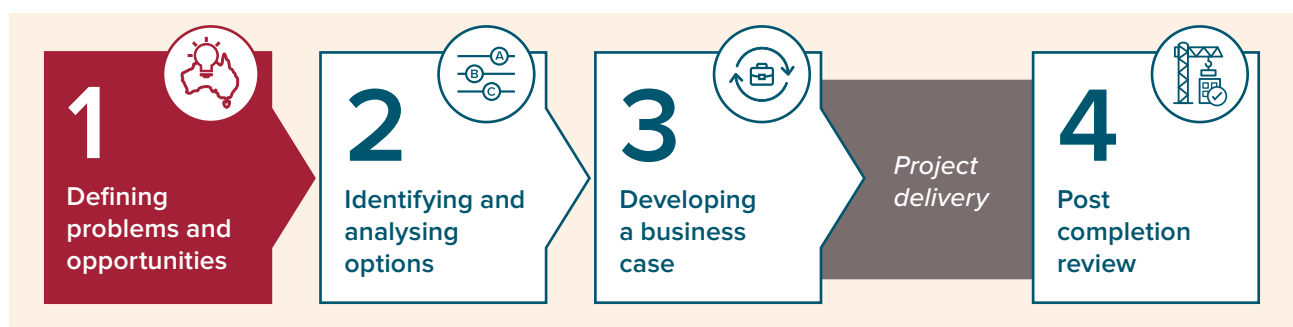 1
Defining
problems and
opportunities
A
B
C
2
Identifying and
analysing
options
3
Developing
a business
case
Project
delivery
4
Post
completion
review